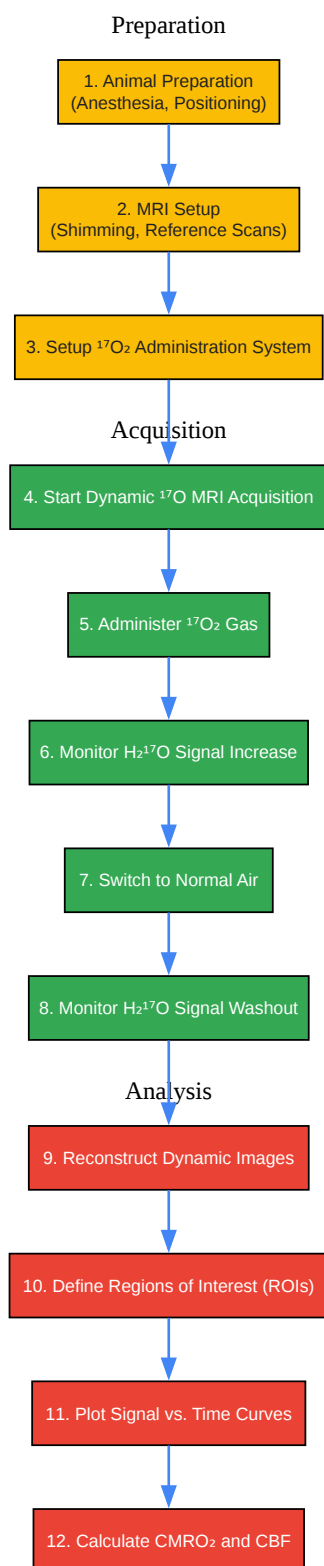 Preparation
1. Animal Preparation
(Anesthesia, Positioning)
2. MRI Setup
(Shimming, Reference Scans)
3. Setup ¹⁷O₂ Administration System
Acquisition
4. Start Dynamic ¹⁷O MRI Acquisition
5. Administer ¹⁷O₂ Gas
6. Monitor H₂¹⁷O Signal Increase
7. Switch to Normal Air
8. Monitor H₂¹⁷O Signal Washout
Analysis
9. Reconstruct Dynamic Images
10. Define Regions of Interest (ROIs)
11. Plot Signal vs. Time Curves
12. Calculate CMRO₂ and CBF